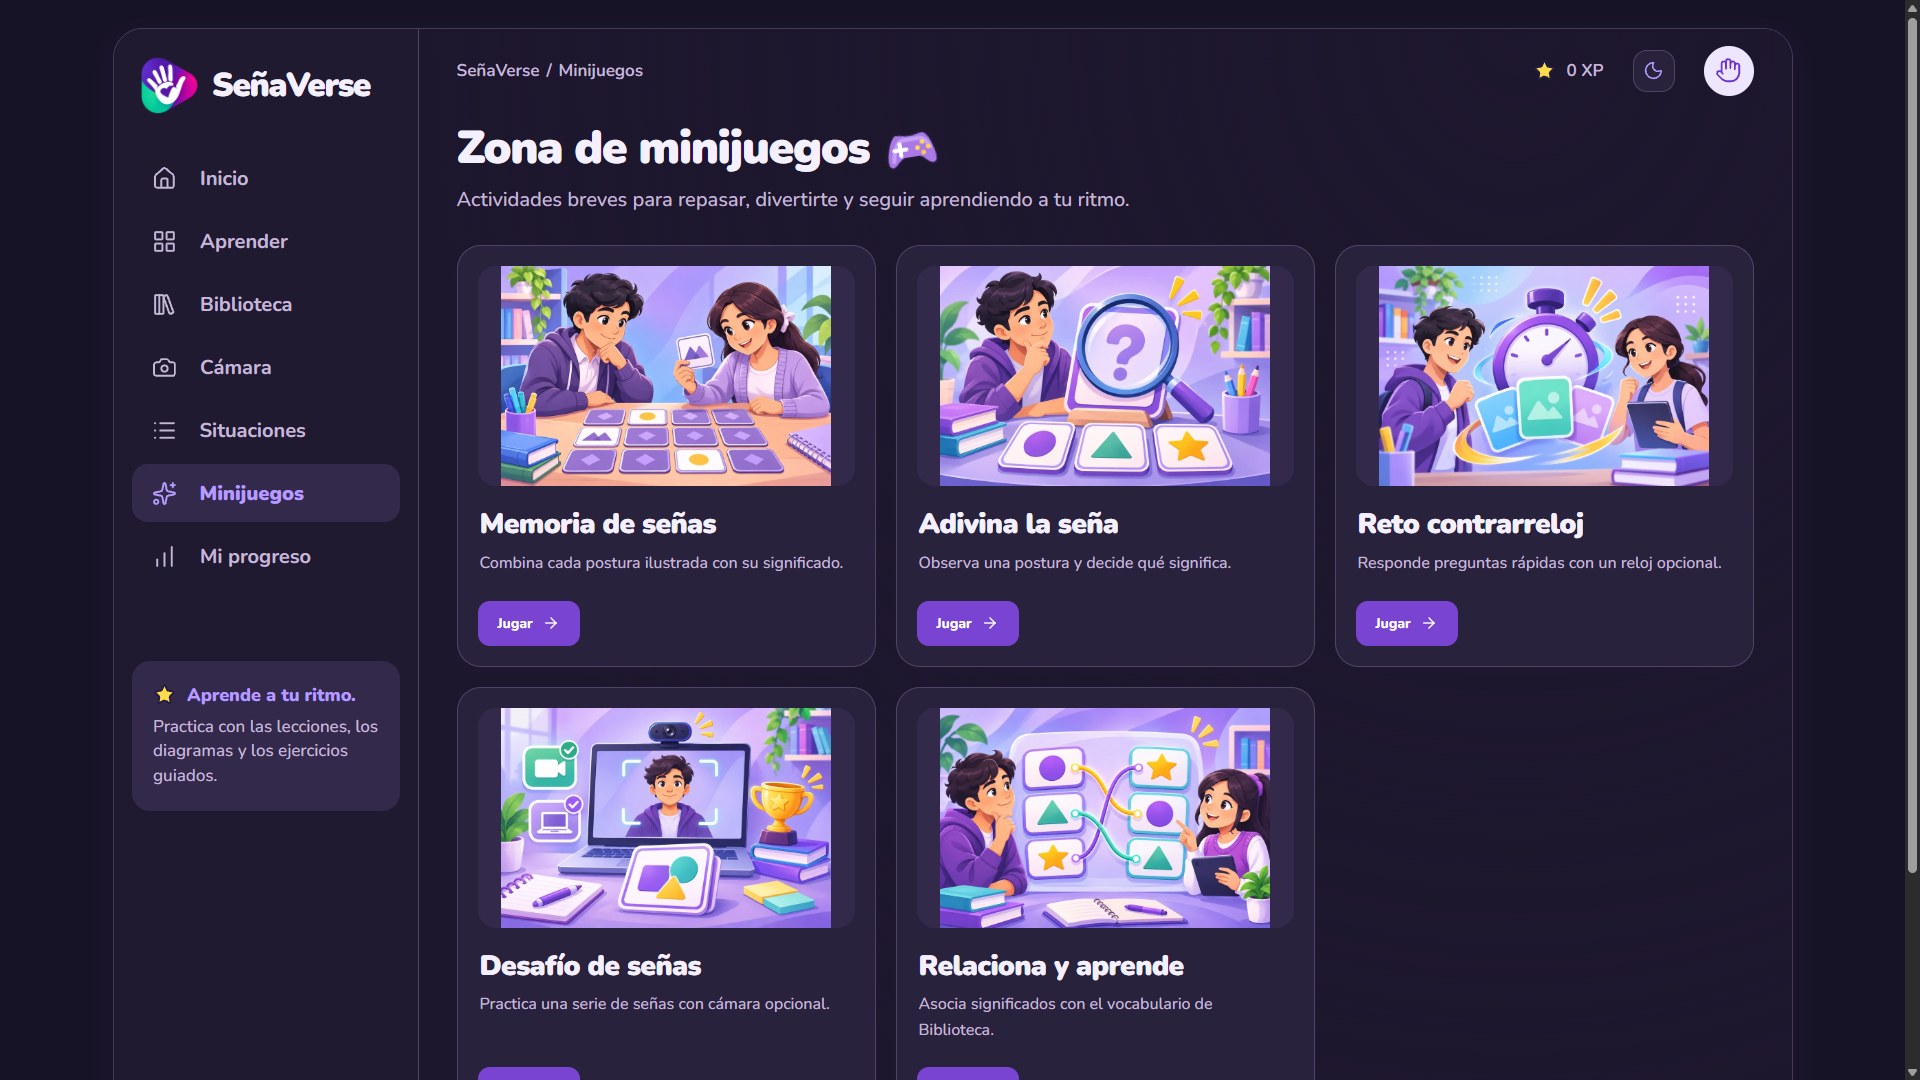 SeñaVerse
Inicio
Aprender
Biblioteca
Cámara
Situaciones
Minijuegos
Mi progreso
Aprende a tu ritmo.
Practica con las lecciones, los
diagramas y los ejercicios
guiados.
SeñaVerse / Minijuegos
0 XP
Zona de minijuegos
Actividades breves para repasar, divertirte y seguir aprendiendo a tu ritmo.
?
Memoria de señas
Combina cada postura ilustrada con su significado.
Jugar
Adivina la seña
Observa una postura y decide qué significa.
Jugar
Reto contrarreloj
Responde preguntas rápidas con un reloj opcional.
Jugar
Desafío de señas
Practica una serie de señas con cámara opcional.
Relaciona y aprende
Asocia significados con el vocabulario de
Biblioteca.